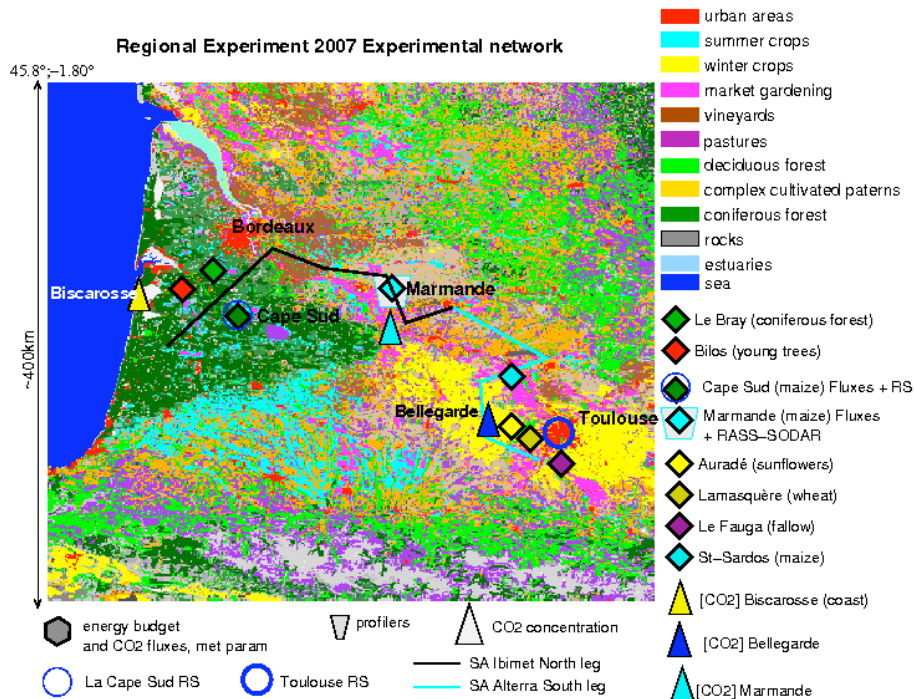 Regional Experiment 2007 Experimental network
45.8°;–1.80°
~400km
Bordeaux
Biscarosse
Marmande
Cape Sud
Bellegarde
Toulouse
urban areas
summer crops
winter crops
market gardening
vineyards
pastures
deciduous forest
complex cultivated paterns
coniferous forest
rocks
estuaries
sea
Le Bray (coniferous forest)
Bilos (young trees)
Cape Sud (maize) Fluxes + RS
Marmande (maize) Fluxes
+ RASS–SODAR
Auradé (sunflowers)
Lamasquère (wheat)
Le Fauga (fallow)
St–Sardos (maize)
[CO2] Biscarosse (coast)
[CO2] Bellegarde
[CO2] Marmande
energy budget
and CO2 fluxes, met param
profilers
CO2 concentration
La Cape Sud RS
Toulouse RS
SA Ibimet North leg
SA Alterra South leg